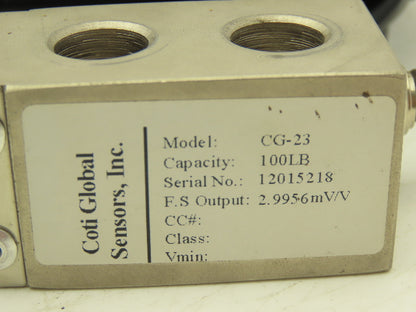 Coti Global
Sensors, Inc.
Model: CG-23
Capacity: 100LB
Serial No.: 12015218
F.S Output: 2.9956mV/V
CC#:
Class:
Vmin: